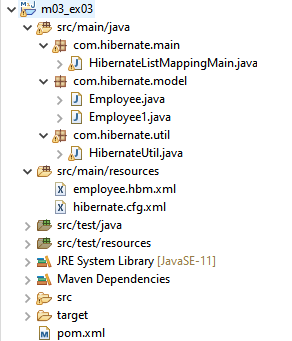 m03_ex03
src/main/java
com.hibernate.main
HibernateListMappingMain.java
com.hibernate.model
Employee.java
Employee1.java
com.hibernate.util
HibernateUtil.java
src/main/resources
employee.hbm.xml
hibernate.cfg.xml
src/test/java
src/test/resources
JRE System Library [JavaSE-11]
Maven Dependencies
src
target
pom.xml